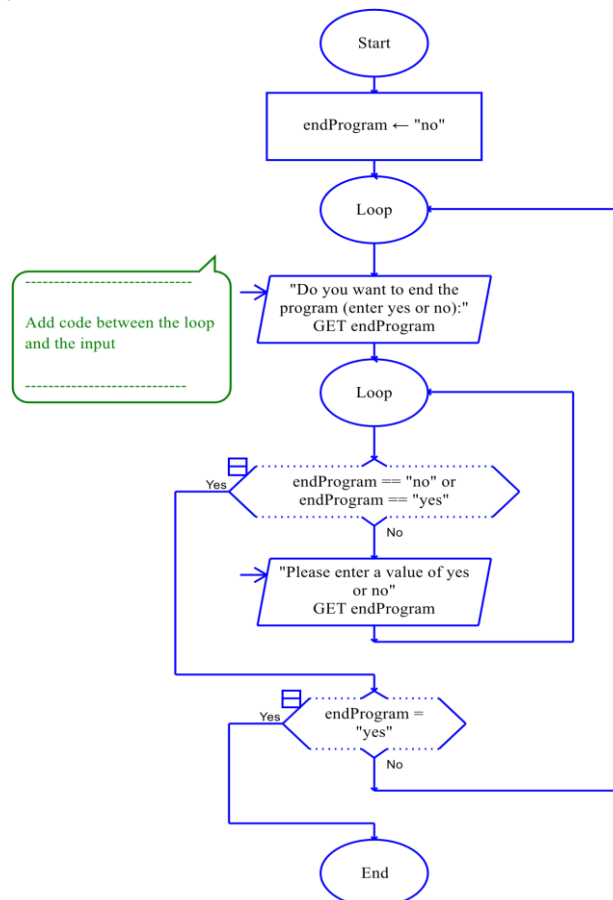 Start
endProgram ← "no"
Loop
"Do you want to end the
program (enter yes or no):"
GET endProgram
----------------------------
Add code between the loop
and the input
---------------------------
Loop
Yes
endProgram == "no" or
endProgram == "yes"
No
"Please enter a value of yes
or no"
GET endProgram
Yes
endProgram =
"yes"
No
End